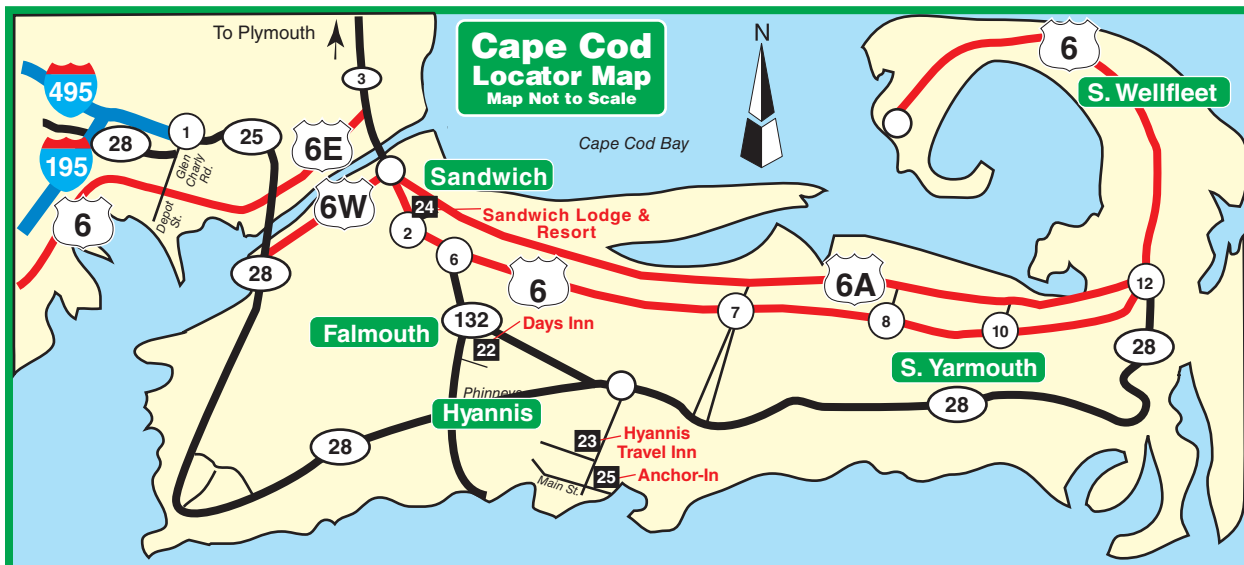 To Plymouth
Cape Cod
Locator Map
Map Not to Scale
N
6
S. Wellfleet
3
495
1
28
25
195
Glen
Charly
Rd.
6E
Cape Cod Bay
Sandwich
6
Depot
St.
6W
24
Sandwich Lodge &
Resort
2
6
28
6
6A
12
7
8
10
132
Days Inn
Falmouth
22
28
S. Yarmouth
Phinneys
Hyannis
28
28
23
Hyannis
Travel Inn
25
Anchor-In
Main St.